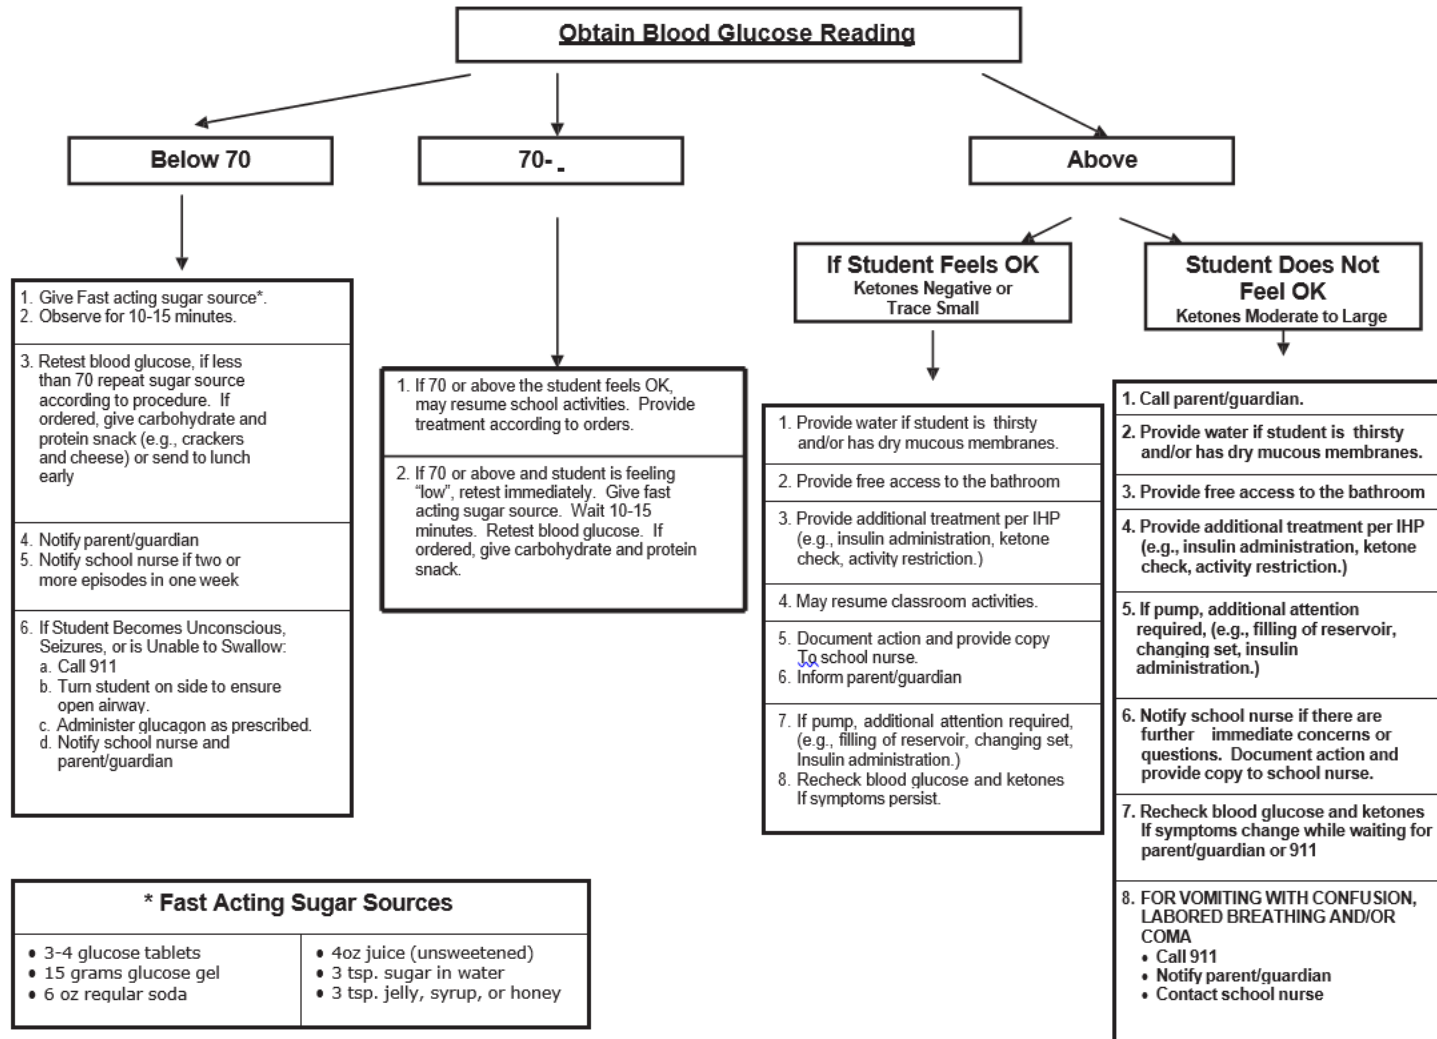 Obtain Blood Glucose Reading
Below 70
70- -
Above
If Student Feels OK
Ketones Negative or
Trace Small
Student Does Not
Feel OK
Ketones Moderate to Large
1. Give Fast acting sugar source*.
2. Observe for 10-15 minutes.
3. Retest blood glucose, if less
than 70 repeat sugar source
according to procedure. If
ordered, give carbohydrate and
protein snack (e.g., crackers
and cheese) or send to lunch
early
4. Notify parent/guardian
5. Notify school nurse if two or
more episodes in one week
6. If Student Becomes Unconscious,
Seizures, or is Unable to Swallow:
a. Call 911
b. Turn student on side to ensure
open airway.
c. Administer glucagon as prescribed.
d. Notify school nurse and
parent/guardian
1. If 70 or above the student feels OK,
may resume school activities. Provide
treatment according to orders.
2. If 70 or above and student is feeling
"low", retest immediately. Give fast
acting sugar source. Wait 10-15
minutes. Retest blood glucose. If
ordered, give carbohydrate and protein
snack.
1. Provide water if student is thirsty
and/or has dry mucous membranes.
2. Provide free access to the bathroom
3. Provide additional treatment per IHP
(e.g., insulin administration, ketone
check, activity restriction.)
4. May resume classroom activities.
5. Document action and provide copy
To school nurse.
6. Inform parent/guardian
7. If pump, additional attention required,
(e.g., filling of reservoir, changing set,
Insulin administration.)
8. Recheck blood glucose and ketones
If symptoms persist.
1. Call parent/guardian.
2. Provide water if student is thirsty
and/or has dry mucous membranes.
3. Provide free access to the bathroom
4. Provide additional treatment per IHP
(e.g., insulin administration, ketone
check, activity restriction.)
5. If pump, additional attention
required, (e.g., filling of reservoir,
changing set, insulin
administration.)
6. Notify school nurse if there are
further immediate concerns or
questions. Document action and
provide copy to school nurse.
7. Recheck blood glucose and ketones
If symptoms change while waiting for
parent/guardian or 911
8. FOR VOMITING WITH CONFUSION,
LABORED BREATHING AND/OR
COMA
• Call 911
• Notify parent/guardian
• Contact school nurse
* Fast Acting Sugar Sources
• 3-4 glucose tablets
• 15 grams glucose gel
• 6 oz regular soda
• 4oz juice (unsweetened)
• 3 tsp. sugar in water
• 3 tsp. jelly, syrup, or honey